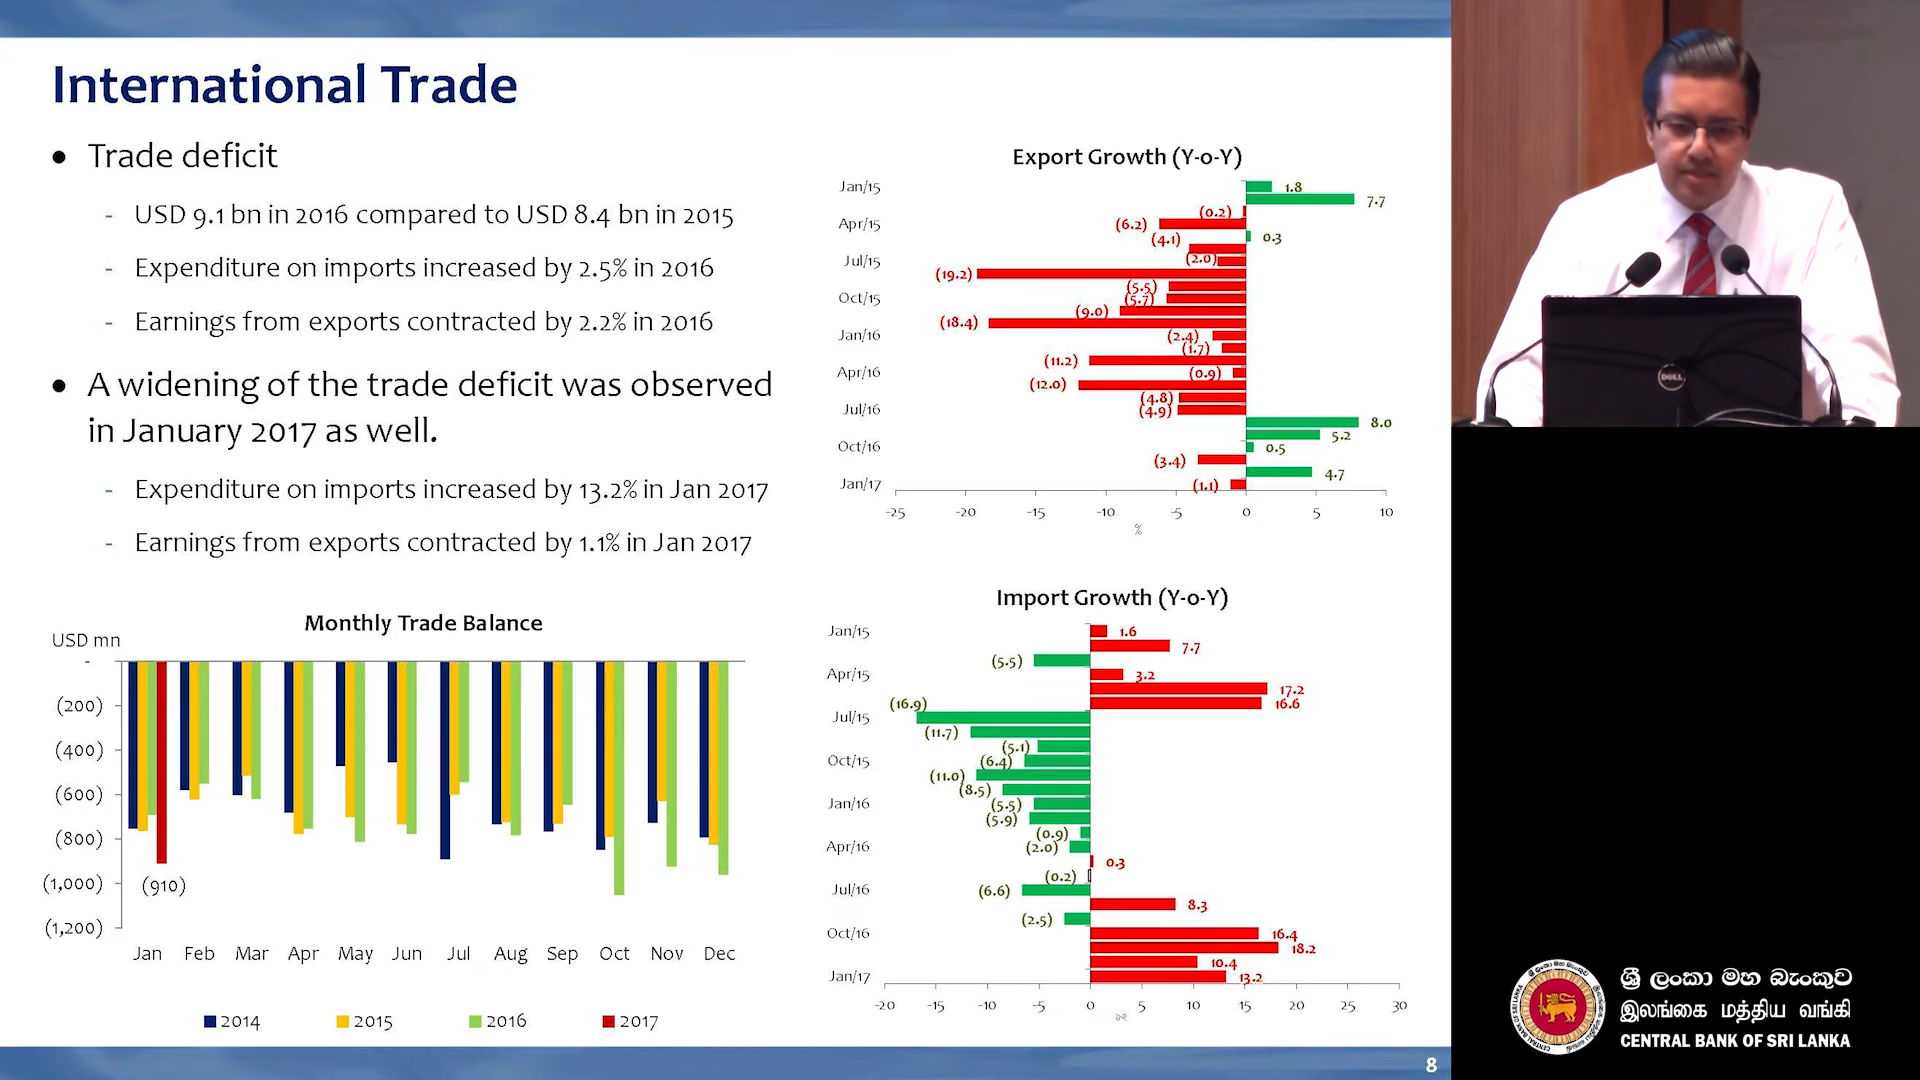 International Trade
• Trade deficit
- USD 9.1 bn in 2016 compared to USD 8.4 bn in 2015
- Expenditure on imports increased by 2.5% in 2016
- Earnings from exports contracted by 2.2% in 2016
• A widening of the trade deficit was observed
in January 2017 as well.
- Expenditure on imports increased by 13.2% in Jan 2017
- Earnings from exports contracted by 1.1% in Jan 2017
Monthly Trade Balance
USD mn
-
(200)
(400)
(600)
(800)
(1,000)
(1,200)
(910)
Jan Feb Mar Apr May Jun Jul Aug Sep Oct Nov Dec
2014 2015 2016 2017
Export Growth (Y-o-Y)
Jan/15 1.8
7.7
(0.2)
Apr/15 (6.2)
0.3
(4.1)
Jul/15 (2.0)
(19.2)
(5.5)
Oct/15 (5.7)
(9.0)
(18.4)
Jan/16 (2.4)
(1.7)
(11.2)
Apr/16 (0.9)
(12.0)
(4.8)
Jul/16 (4.9)
8.0
5.2
Oct/16 0.5
(3.4)
4.7
Jan/17 (1.1)
-25 -20 -15 -10 -5 0 5 10
%
Import Growth (Y-o-Y)
Jan/15 1.6
7.7
(5.5)
Apr/15 3.2
17.2
16.6
Jul/15 (16.9)
(11.7)
(5.1)
Oct/15 (6.4)
(11.0)
(8.5)
Jan/16 (5.5)
(5.9)
(0.9)
Apr/16 (2.0)
0.3
(0.2)
Jul/16 (6.6)
8.3
(2.5)
Oct/16 16.4
18.2
10.4
Jan/17 13.2
-20 -15 -10 -5 0 5 10 15 20 25 30
8
DELL
ශ්‍රී ලංකා මහ බැංකුව
இலங்கை மத்திய வங்கி
CENTRAL BANK OF SRI LANKA